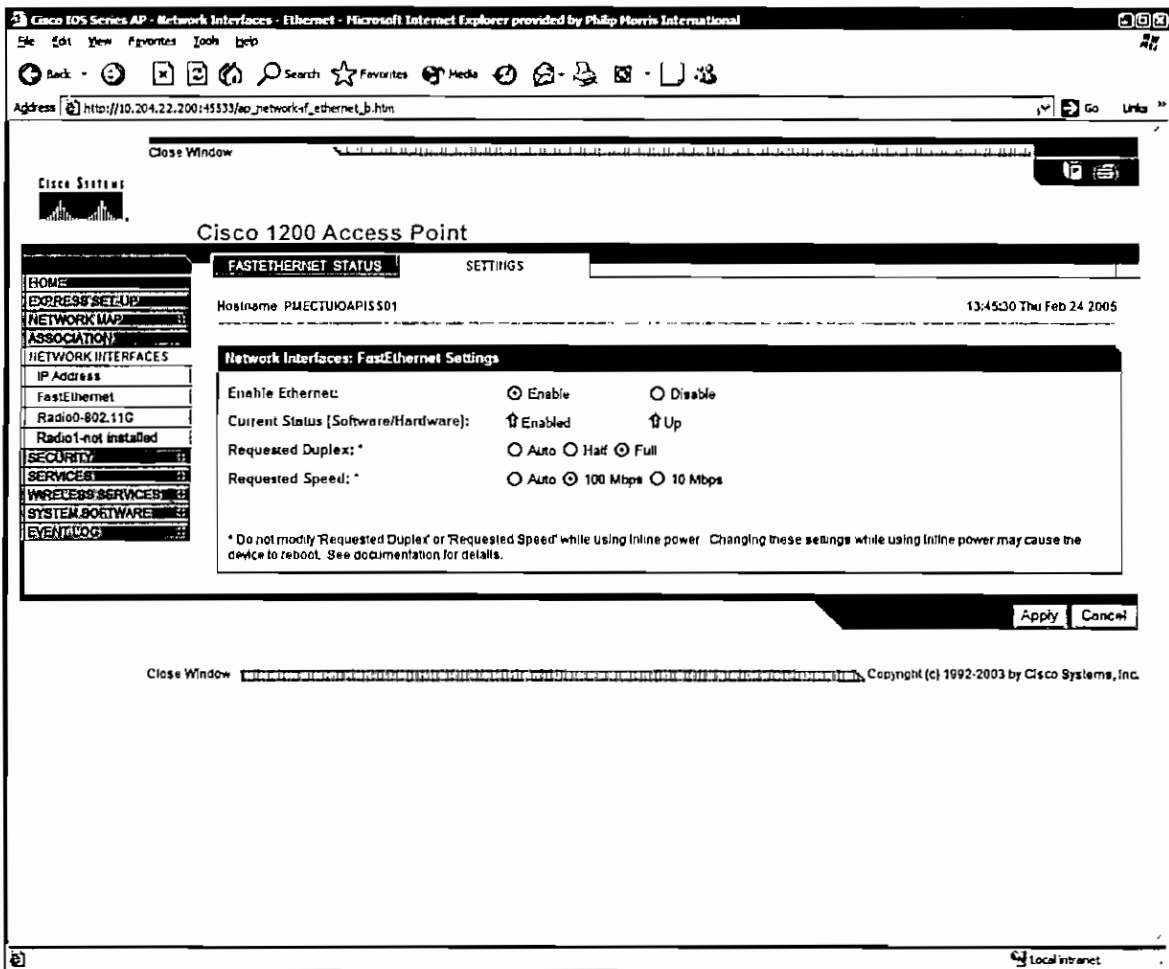 Cisco IOS Series AP - Network Interfaces - Ethernet - Microsoft Internet Explorer provided by Philip Morris International
File Edit View Favorites Tools Help
Back Search Favorites Media
Address http://10.204.22.200:45533/ap_network-if_ethernet_b.htm Go Links »
Close Window
CISCO SYSTEMS
Cisco 1200 Access Point
FASTETHERNET STATUS SETTINGS
HOME
EXPRESS SET-UP
NETWORK MAP
ASSOCIATION
NETWORK INTERFACES
IP Address
FastEthernet
Radio0-802.11G
Radio1-not installed
SECURITY
SERVICES
WIRELESS SERVICES
SYSTEM SOFTWARE
EVENT LOG
Hostname 13:45:30 Thu Feb 24 2005
Network Interfaces: FastEthernet Settings
Enable Ethernet: Enable Disable
Current Status (Software/Hardware): Enabled Up
Requested Duplex: * Auto Half Full
Requested Speed: * Auto 100 Mbps 10 Mbps
* Do not modify 'Requested Duplex' or 'Requested Speed' while using Inline power. Changing these settings while using Inline power may cause the
device to reboot. See documentation for details.
Apply Cancel
Close Window Copyright (c) 1992-2003 by Cisco Systems, Inc.
Local intranet